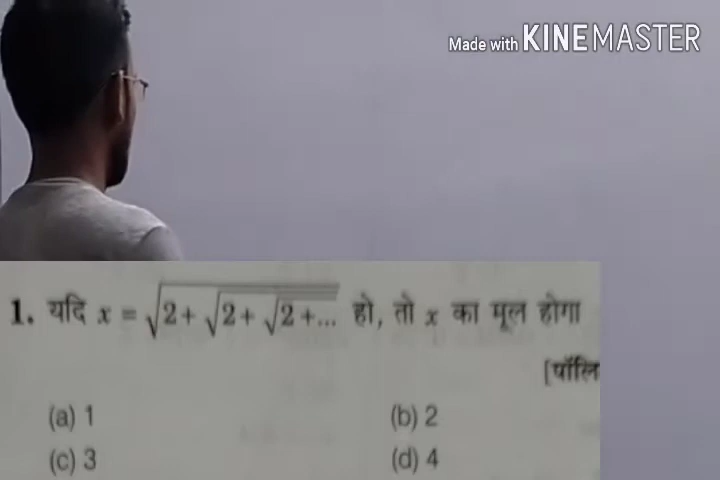 Made with KINEMASTER
1. यदि x = √2+ √2+ √2+... हो, तो x का मूल होगा
[पॉलि
(a) 1 (b) 2
(c) 3 (d) 4